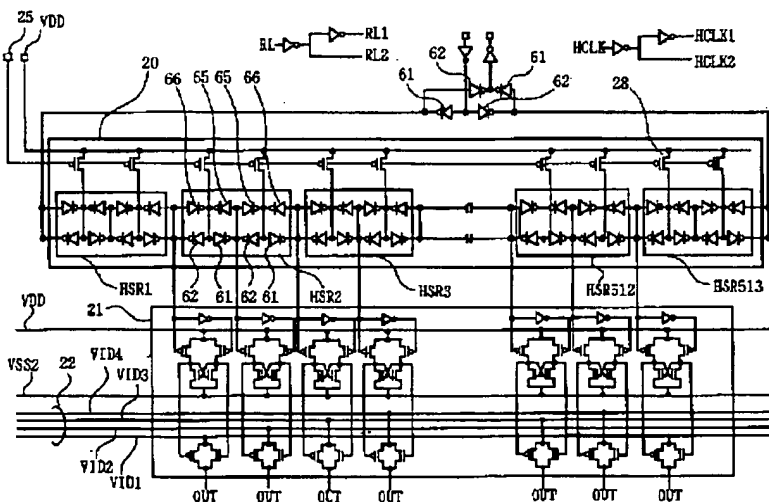 25 VDD
RL RL1
RL2
HCLK HCLK1
HCLK2
20
62 61
61 62
66 65 65 66
28
HSR1
62 61 62 61 HSR2
HSR3
HSR512
HSR513
VDD
21
VSS2
22
VID4
VID3
VID2
VID1
OUT OUT OUT OUT OUT OUT OUT